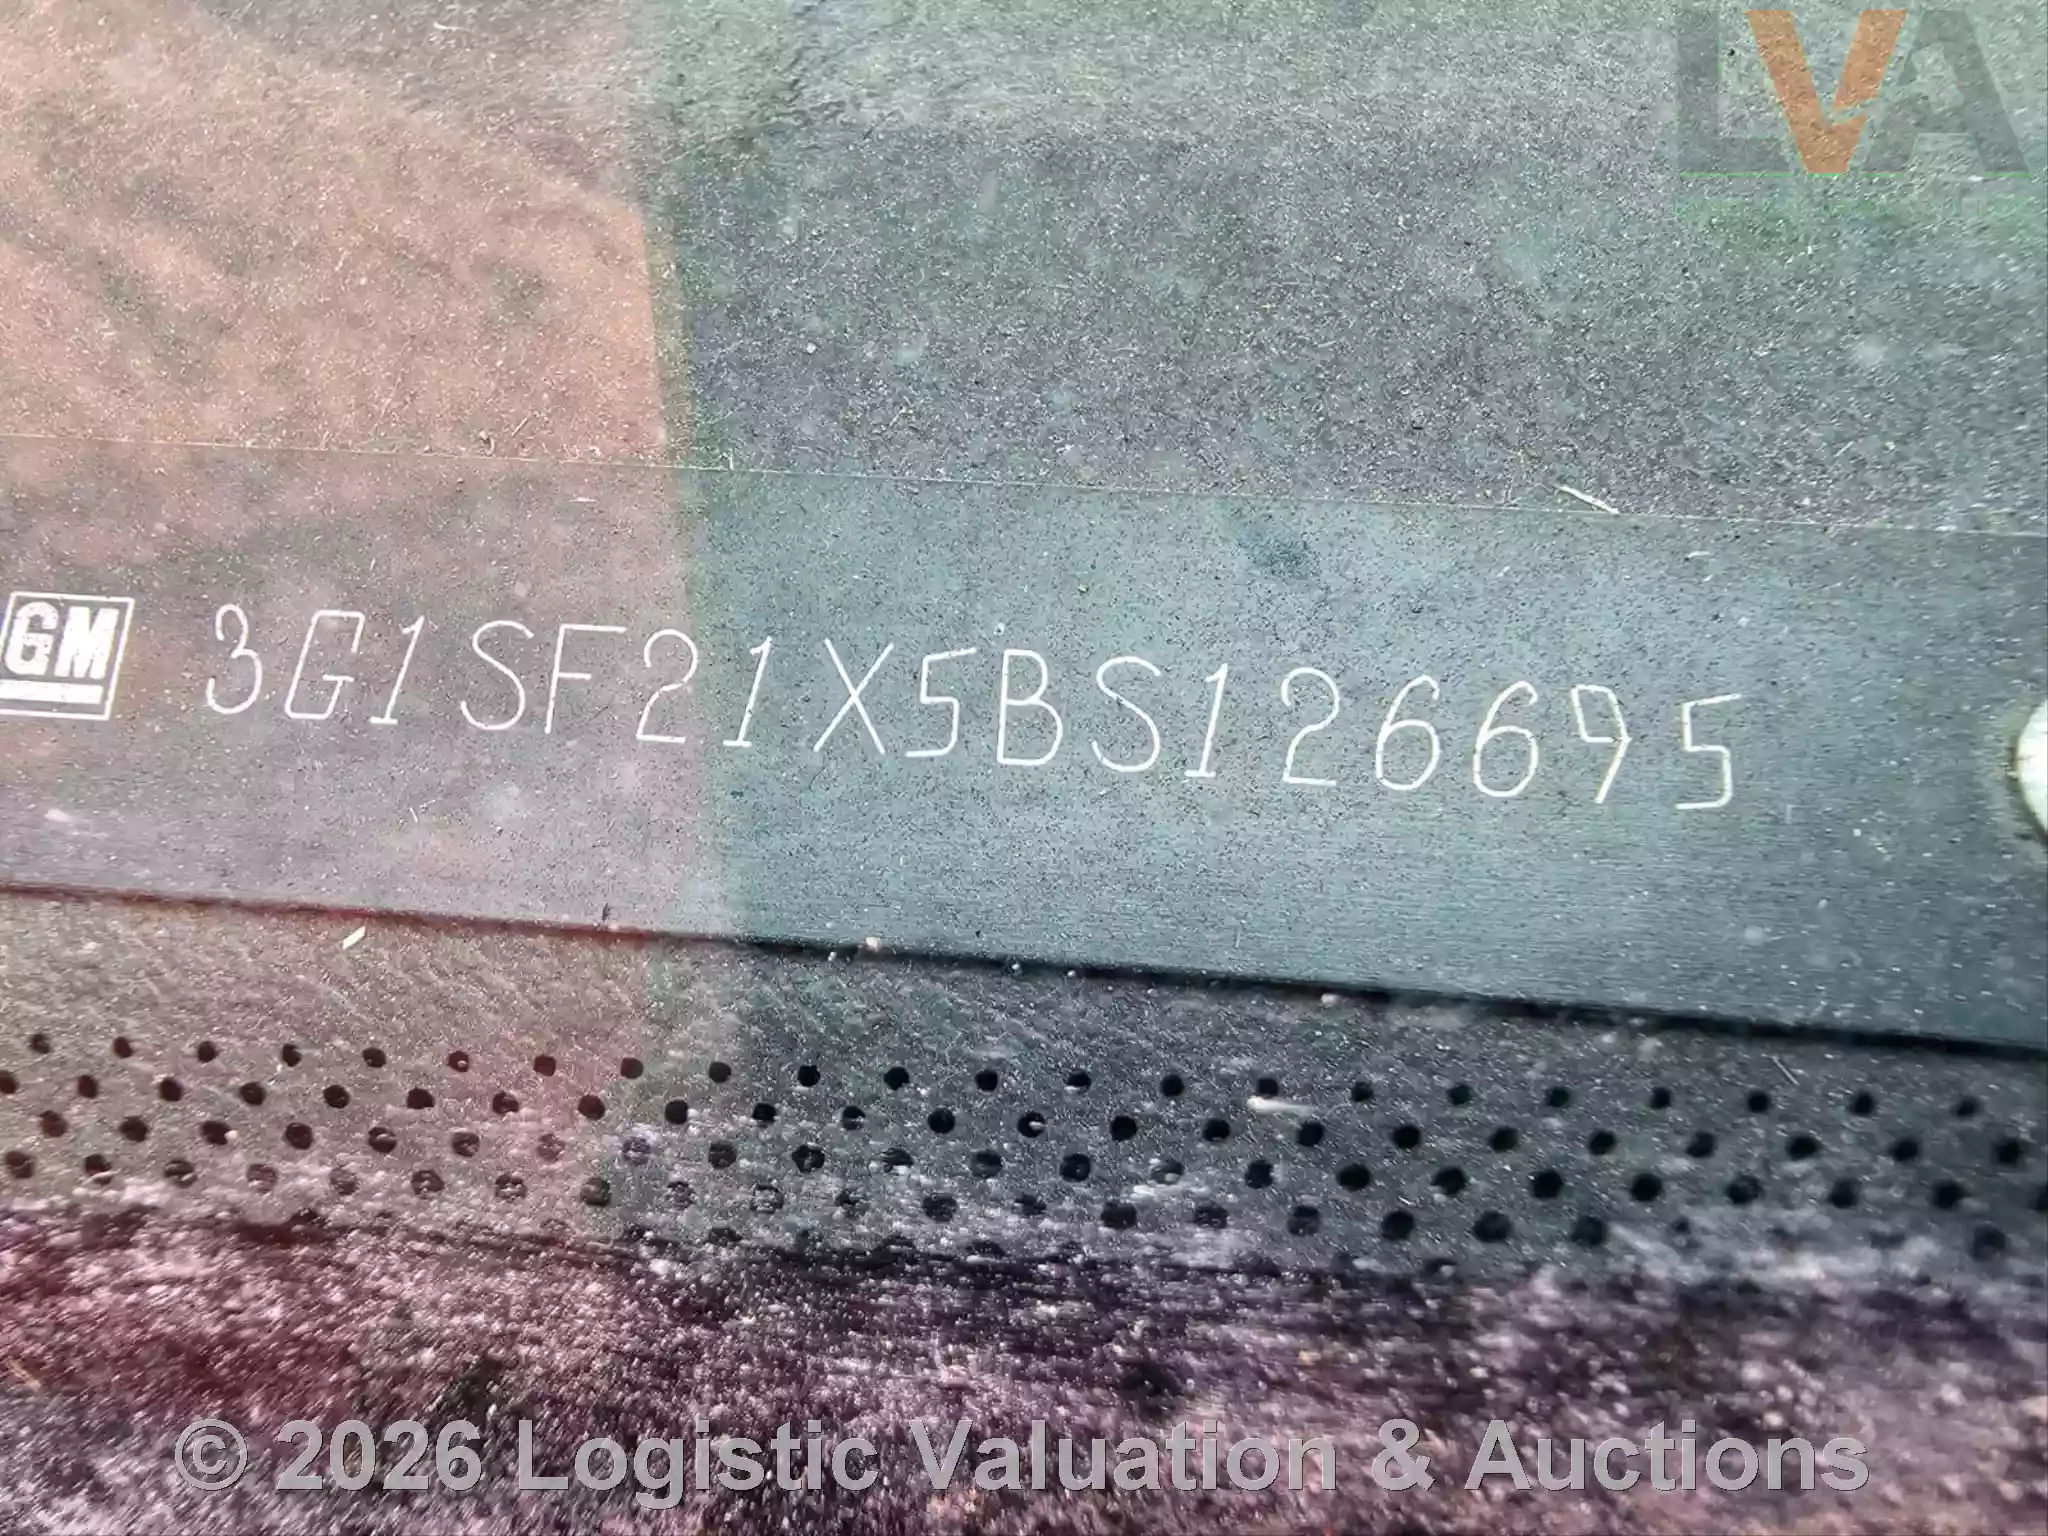 LVA
GM 3G1SF21X5BS126695
© 2026 Logistic Valuation & Auctions